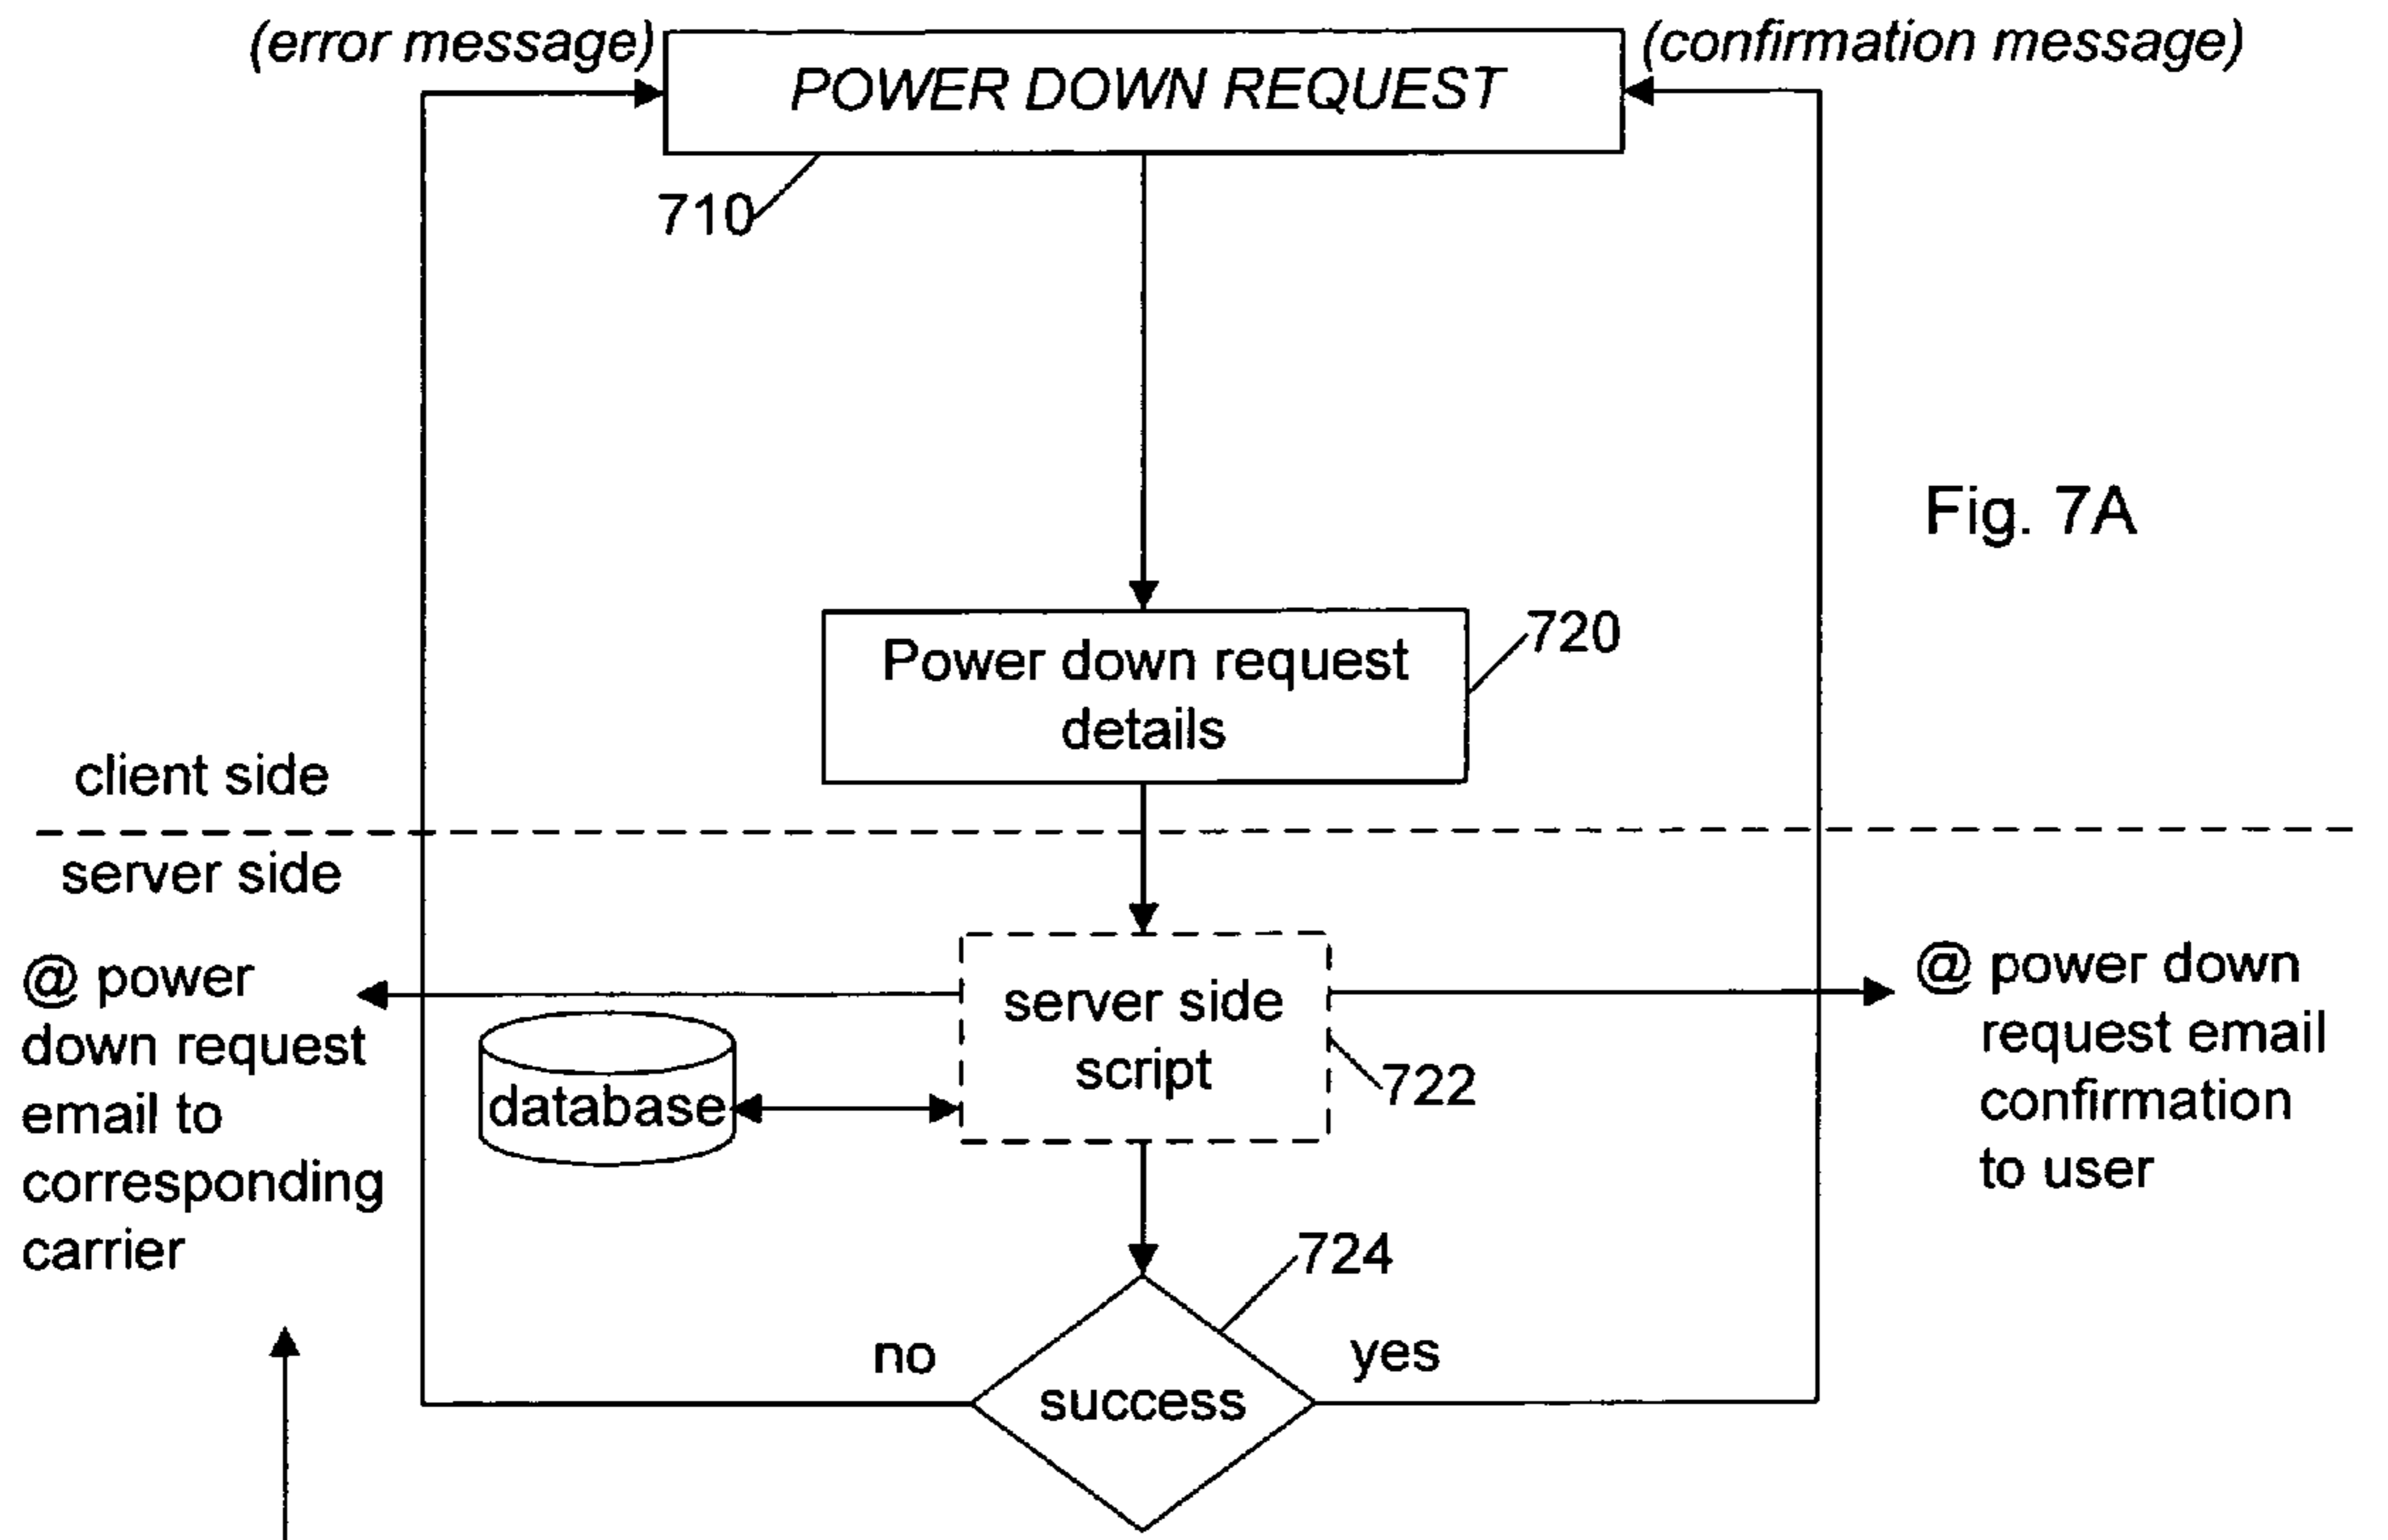 (error message)
POWER DOWN REQUEST
(confirmation message)
710
Fig. 7A
Power down request
details
720
client side
server side
@ power
down request
email to
corresponding
carrier
database
server side
script
722
@ power down
request email
confirmation
to user
724
no
success
yes